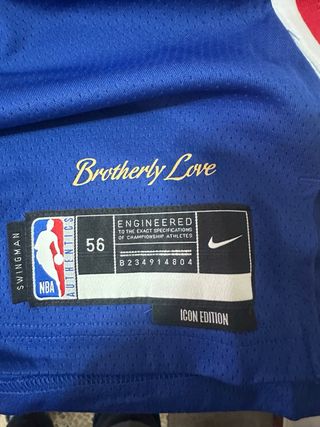 Brotherly Love
SWINGMAN
NBA
AUTHENTICS
56
ENGINEERED
TO THE EXACT SPECIFICATIONS
OF CHAMPIONSHIP ATHLETES
B234914804
ICON EDITION